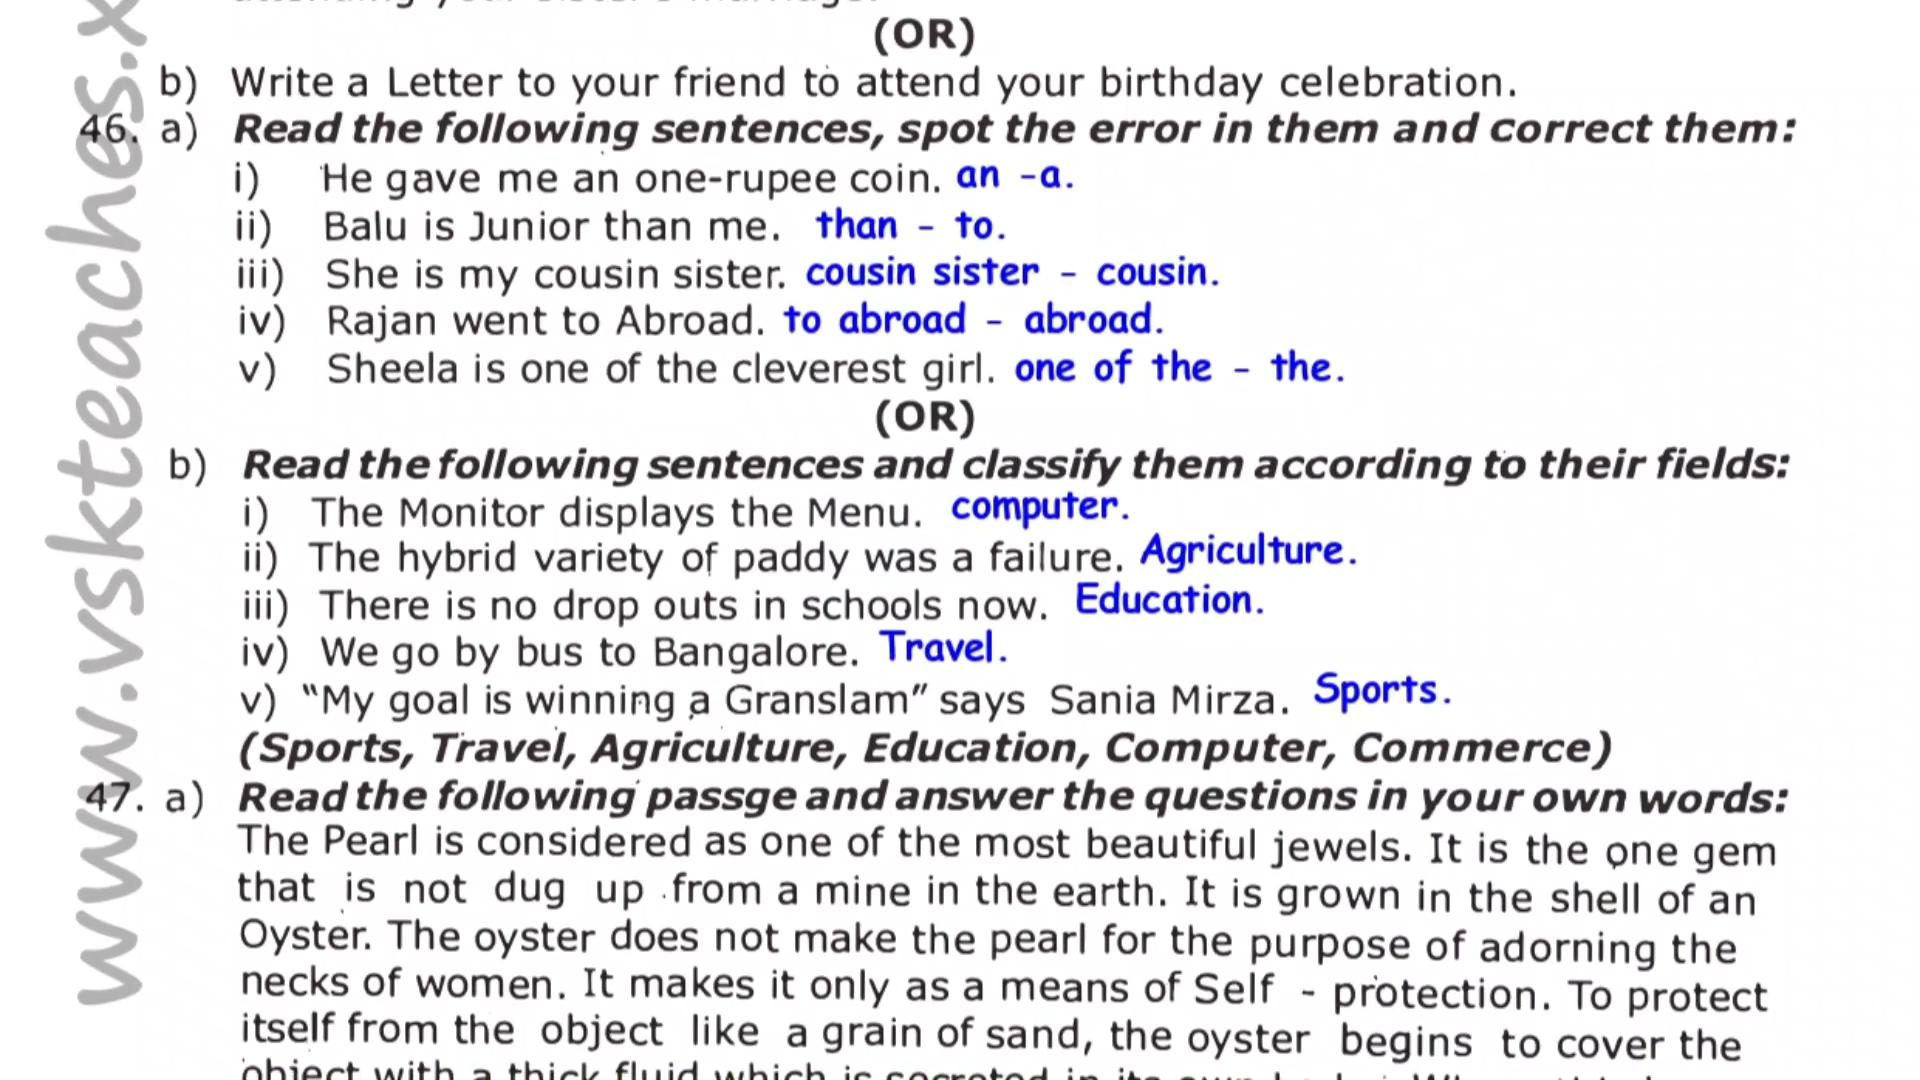 (OR)
b) Write a Letter to your friend to attend your birthday celebration.
46. a) Read the following sentences, spot the error in them and correct them:
i) He gave me an one-rupee coin. an -a.
ii) Balu is Junior than me. than - to.
iii) She is my cousin sister. cousin sister - cousin.
iv) Rajan went to Abroad. to abroad - abroad.
v) Sheela is one of the cleverest girl. one of the - the.
(OR)
b) Read the following sentences and classify them according to their fields:
i) The Monitor displays the Menu. computer.
ii) The hybrid variety of paddy was a failure. Agriculture.
iii) There is no drop outs in schools now. Education.
iv) We go by bus to Bangalore. Travel.
v) "My goal is winning a Granslam" says Sania Mirza. Sports.
(Sports, Travel, Agriculture, Education, Computer, Commerce)
47. a) Read the following passge and answer the questions in your own words:
The Pearl is considered as one of the most beautiful jewels. It is the one gem
that is not dug up from a mine in the earth. It is grown in the shell of an
Oyster. The oyster does not make the pearl for the purpose of adorning the
necks of women. It makes it only as a means of Self - protection. To protect
itself from the object like a grain of sand, the oyster begins to cover the
object with a thick fluid which is secreted in its own
www.vskteaches.x